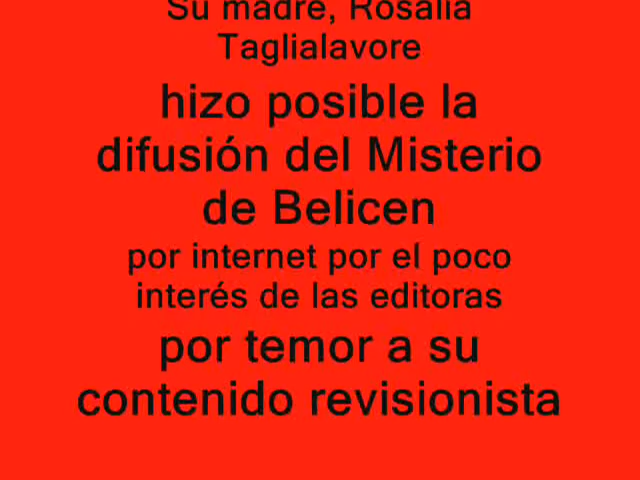 Su madre, Rosalía
Taglialavore
hizo posible la
difusión del Misterio
de Belicen
por internet por el poco
interés de las editoras
por temor a su
contenido revisionista